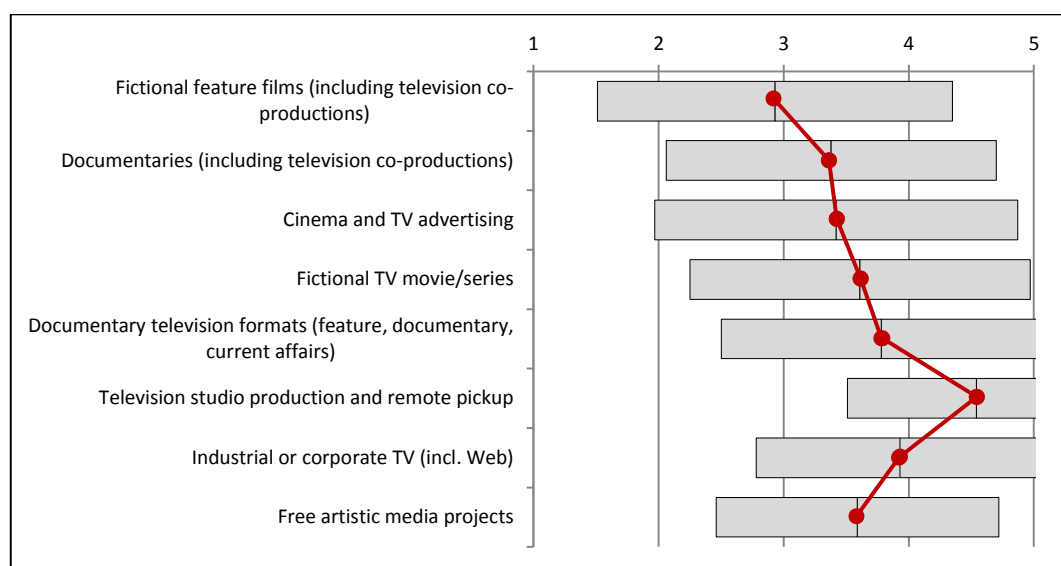 1 2 3 4 5
Fictional feature films (including television co-
productions)
Documentaries (including television co-productions)
Cinema and TV advertising
Fictional TV movie/series
Documentary television formats (feature, documentary,
current affairs)
Television studio production and remote pickup
Industrial or corporate TV (incl. Web)
Free artistic media projects